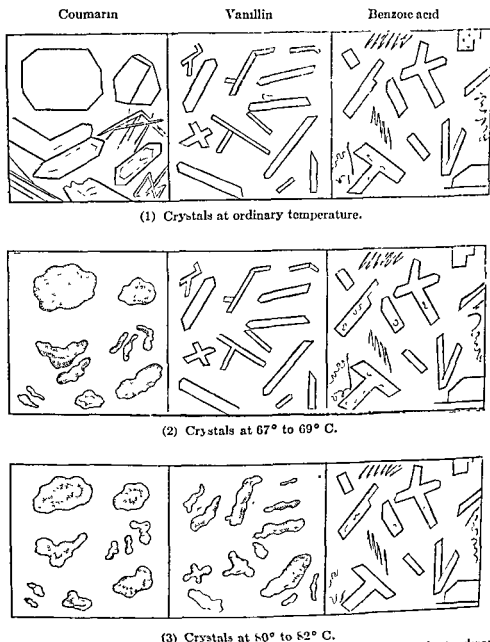 Coumarin Vanillin Benzoic acid
(1) Crystals at ordinary temperature.
(2) Crystals at 67° to 69° C.
(3) Crystals at 80° to 82° C.